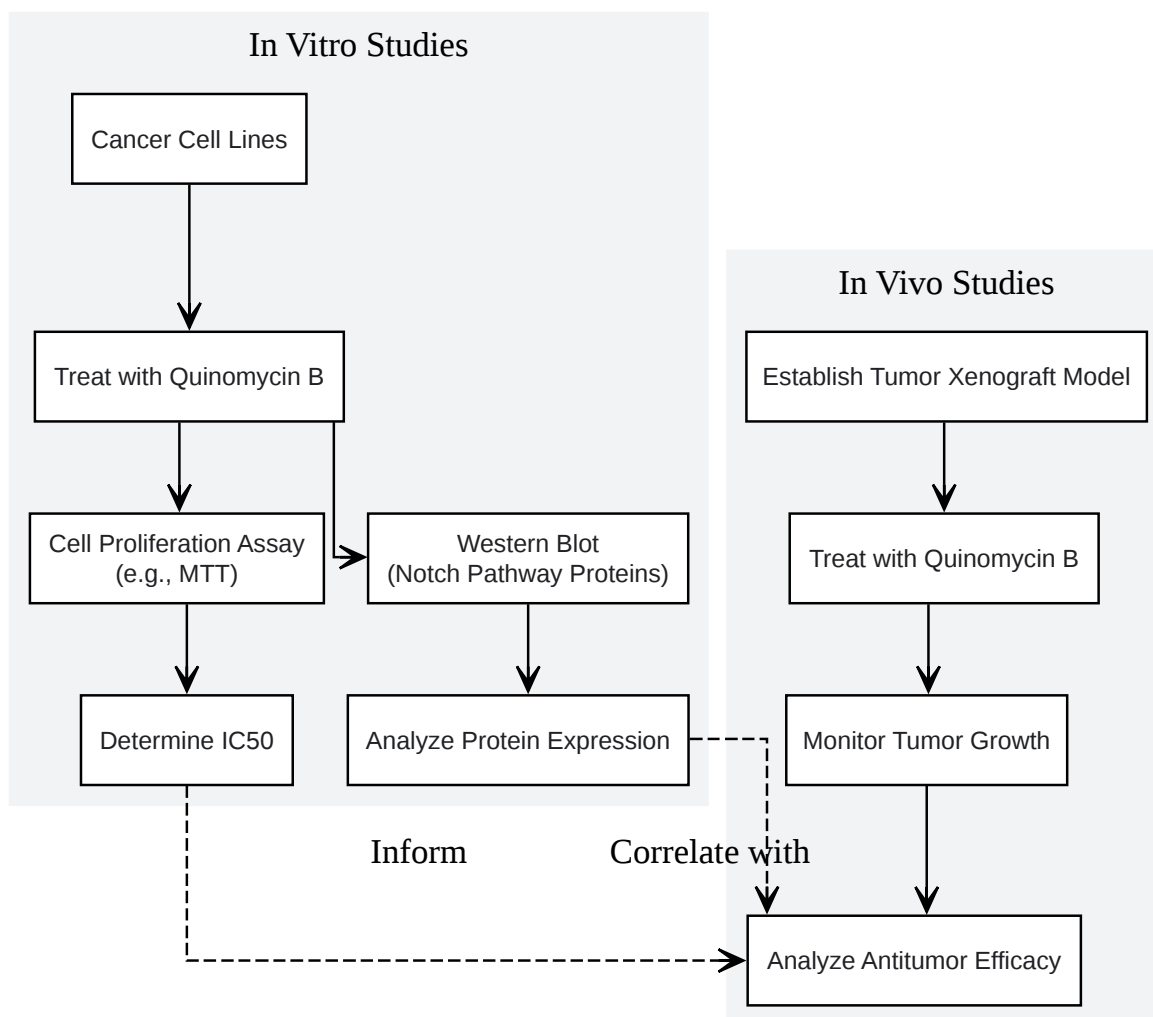 In Vitro Studies
Cancer Cell Lines
Treat with Quinomycin B
Cell Proliferation Assay
(e.g., MTT)
Western Blot
(Notch Pathway Proteins)
Determine IC50
Analyze Protein Expression
Inform
Correlate with
In Vivo Studies
Establish Tumor Xenograft Model
Treat with Quinomycin B
Monitor Tumor Growth
Analyze Antitumor Efficacy